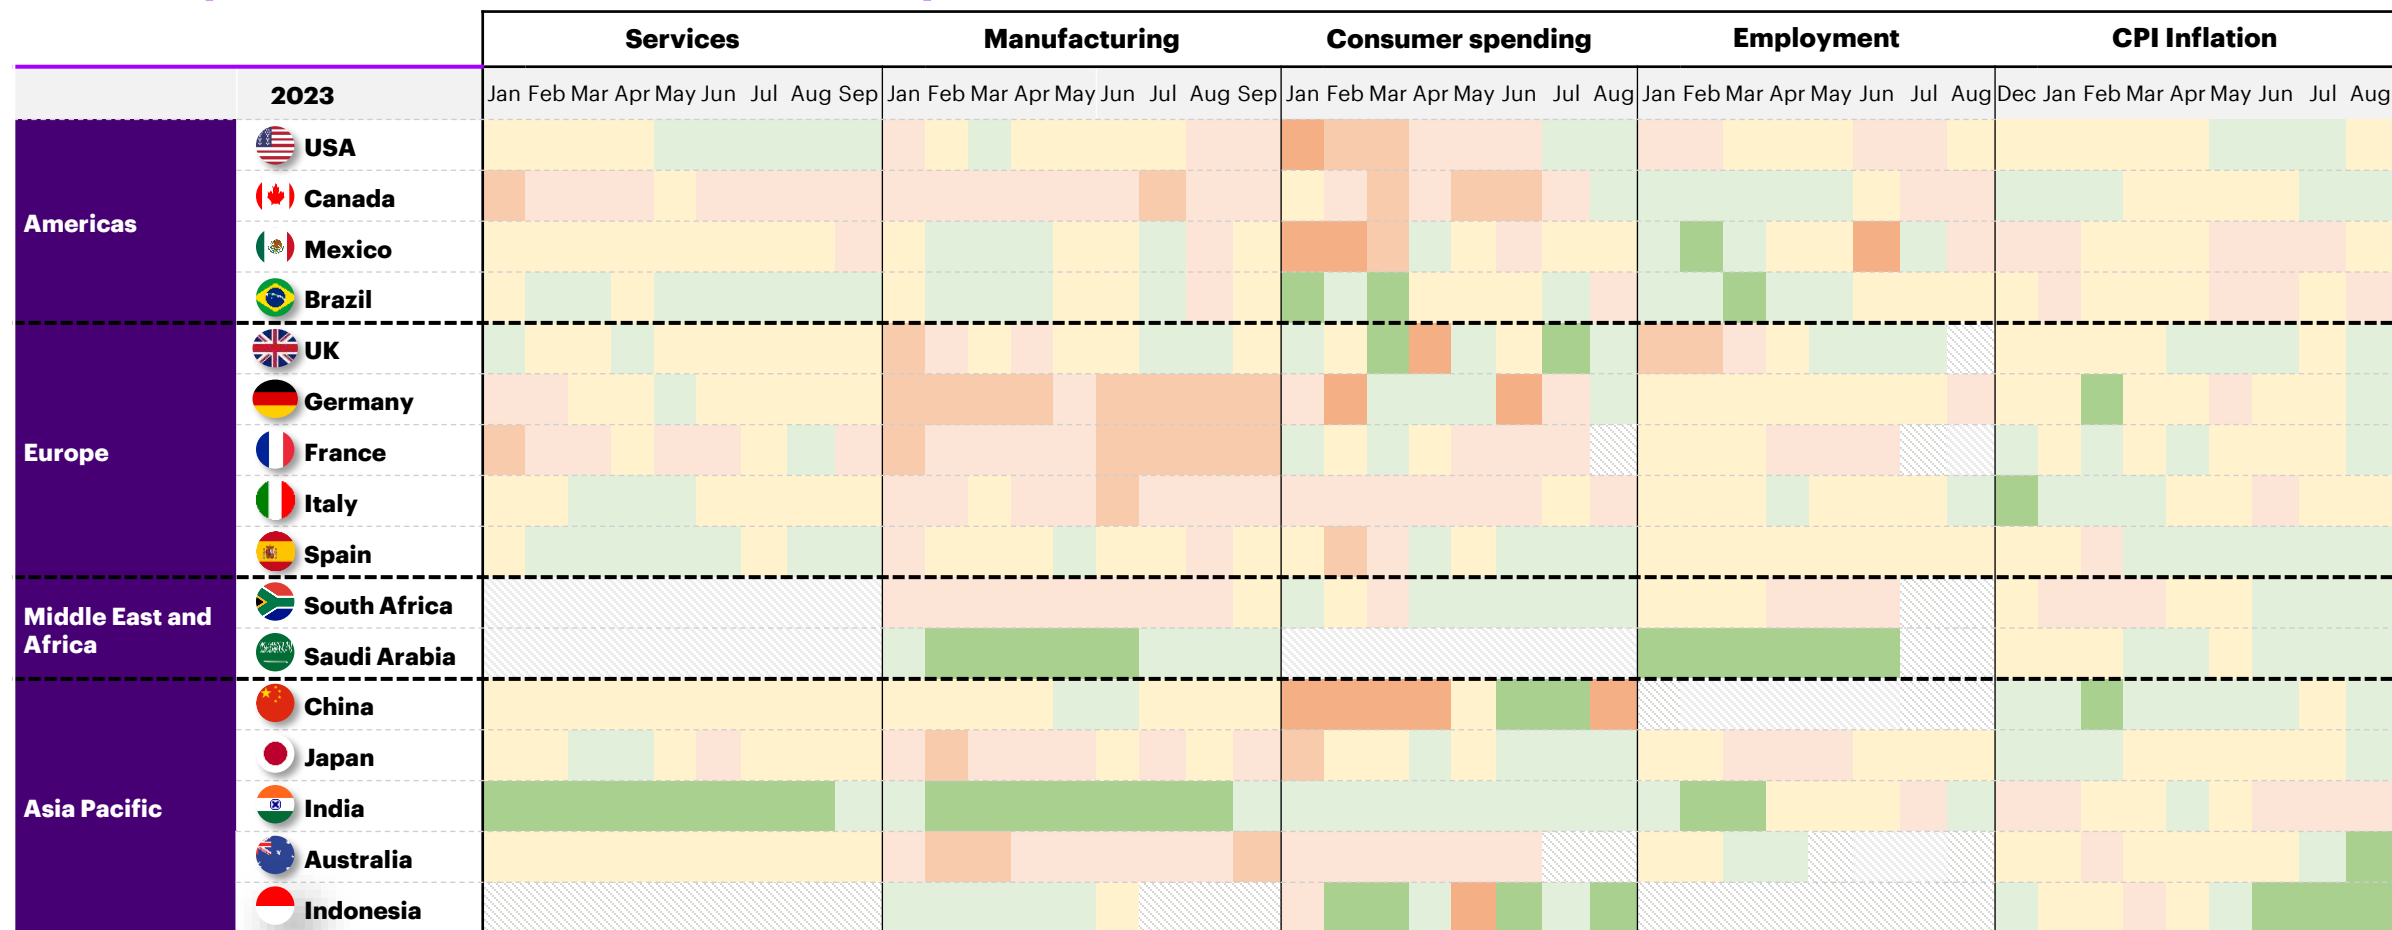 Services Manufacturing Consumer spending Employment CPI Inflation
2023 Jan Feb Mar Apr May Jun Jul Aug Sep Jan Feb Mar Apr May Jun Jul Aug Sep Jan Feb Mar Apr May Jun Jul Aug Jan Feb Mar Apr May Jun Jul Aug Dec Jan Feb Mar Apr May Jun Jul Aug
Americas
USA
Canada
Mexico
Brazil
Europe
UK
Germany
France
Italy
Spain
Middle East and
Africa
South Africa
Saudi Arabia
Asia Pacific
China
Japan
India
Australia
Indonesia